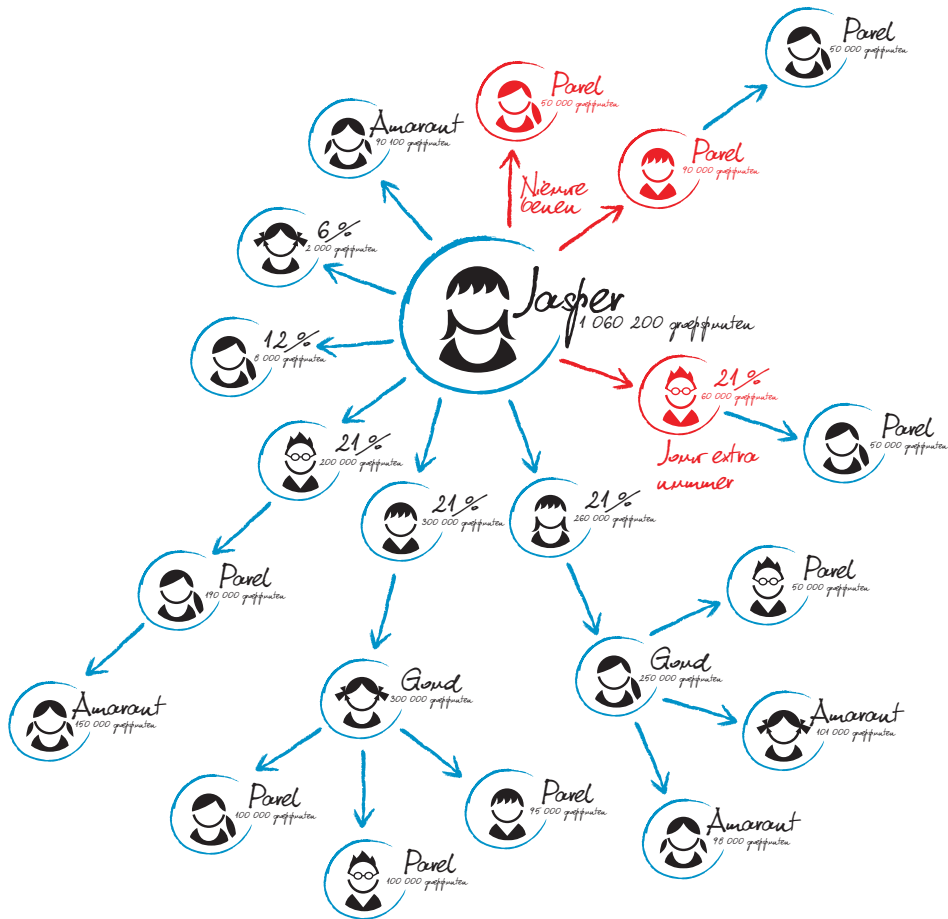 Parel
50 000 groepspunten
Parel
50 000 groepspunten
Amarant
90 100 groepspunten
Parel
90 000 groepspunten
Nieuwe
benen
6%
2 000 groepspunten
Jasper
1 060 200 groepspunten
12%
8 000 groepspunten
21%
60 000 groepspunten
Parel
50 000 groepspunten
Jouw extra
nummer
21%
200 000 groepspunten
21%
300 000 groepspunten
21%
260 000 groepspunten
Parel
190 000 groepspunten
Parel
50 000 groepspunten
Goud
300 000 groepspunten
Goud
250 000 groepspunten
Amarant
150 000 groepspunten
Amarant
101 000 groepspunten
Parel
100 000 groepspunten
Parel
95 000 groepspunten
Amarant
98 000 groepspunten
Parel
100 000 groepspunten